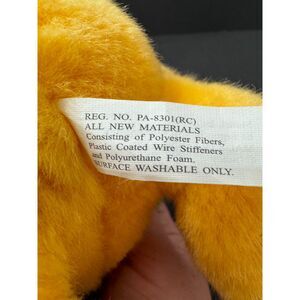 REG. NO. PA-8301(RC)
ALL NEW MATERIALS
Consisting of Polyester Fibers,
Plastic Coated Wire Stiffeners
and Polyurethane Foam.
SURFACE WASHABLE ONLY.